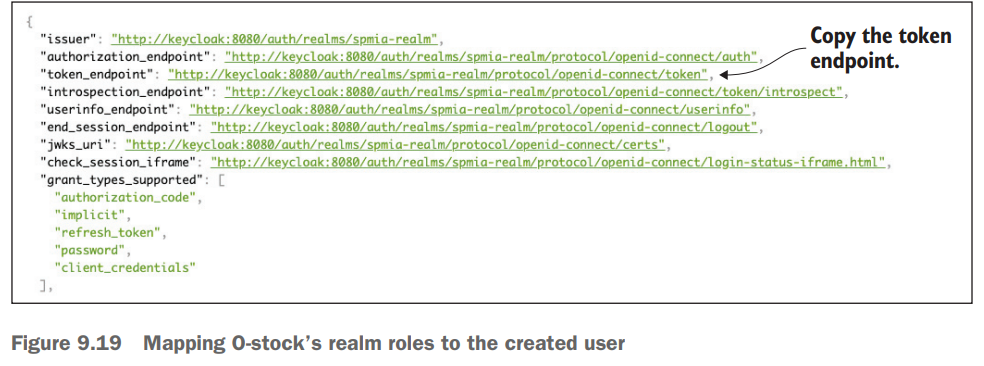 {
"issuer": "http://keycloak:8080/auth/realms/spmia-realm",
"authorization_endpoint": "http://keycloak:8080/auth/realms/spmia-realm/protocol/openid-connect/auth",
"token_endpoint": "http://keycloak:8080/auth/realms/spmia-realm/protocol/openid-connect/token",
"introspection_endpoint": "http://keycloak:8080/auth/realms/spmia-realm/protocol/openid-connect/token/introspect",
"userinfo_endpoint": "http://keycloak:8080/auth/realms/spmia-realm/protocol/openid-connect/userinfo",
"end_session_endpoint": "http://keycloak:8080/auth/realms/spmia-realm/protocol/openid-connect/logout",
"jwks_uri": "http://keycloak:8080/auth/realms/spmia-realm/protocol/openid-connect/certs",
"check_session_iframe": "http://keycloak:8080/auth/realms/spmia-realm/protocol/openid-connect/login-status-iframe.html",
"grant_types_supported": [
"authorization_code",
"implicit",
"refresh_token",
"password",
"client_credentials"
],
Copy the token
endpoint.
Figure 9.19 Mapping O-stock's realm roles to the created user